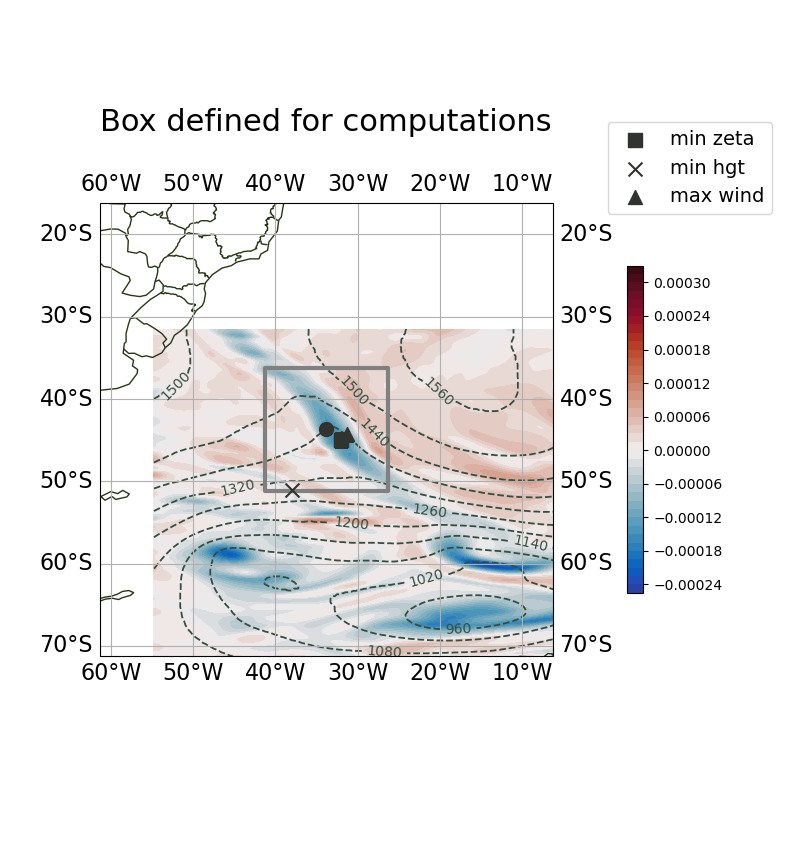 Box defined for computations
min zeta
min hgt
max wind
60°W 50°W 40°W 30°W 20°W 10°W
20°S 20°S
30°S 30°S
40°S 40°S
50°S 50°S
60°S 60°S
70°S 70°S
60°W 50°W 40°W 30°W 20°W 10°W
1500
1500
1560
1440
1320
1260
1200
1140
1020
960
1080
0.00030
0.00024
0.00018
0.00012
0.00006
0.00000
−0.00006
−0.00012
−0.00018
−0.00024